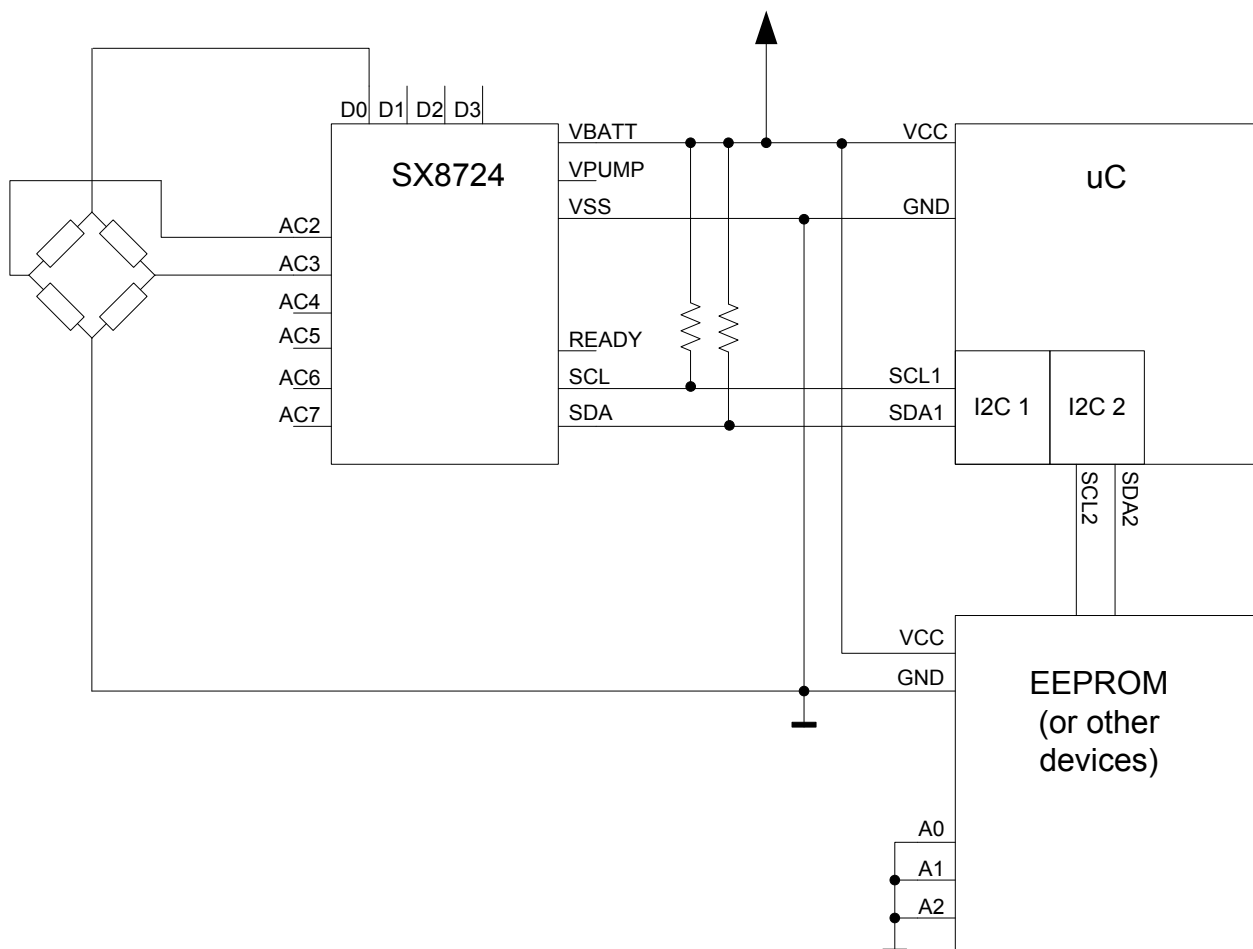 D0 D1 D2 D3
VBATT
VCC
SX8724
VPUMP
uC
VSS
GND
AC2
AC3
AC4
AC5
READY
AC6
SCL
SCL1
I2C 1
I2C 2
AC7
SDA
SDA1
SCL2
SDA2
VCC
GND
EEPROM
(or other
devices)
A0
A1
A2